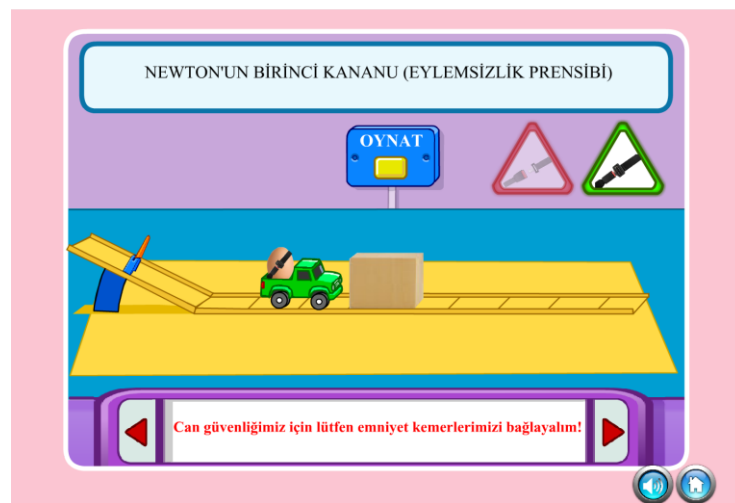 NEWTON'UN BİRİNCİ KANANU (EYLEMSİZLİK PRENSİBİ)
OYNAT
Can güvenliğimiz için lütfen emniyet kemerlerimizi bağlayalım!